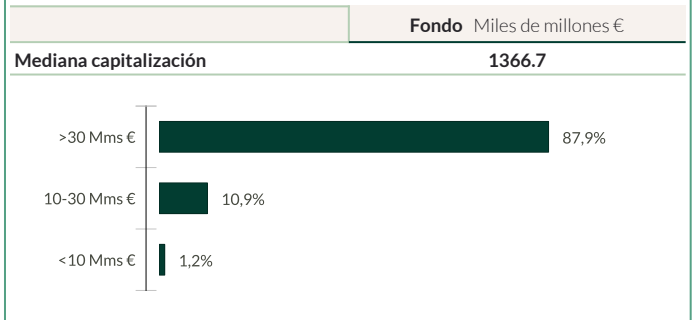 Fondo Miles de millones €
Mediana capitalización 1366.7
>30 Mms € 87,9%
10-30 Mms € 10,9%
<10 Mms € 1,2%